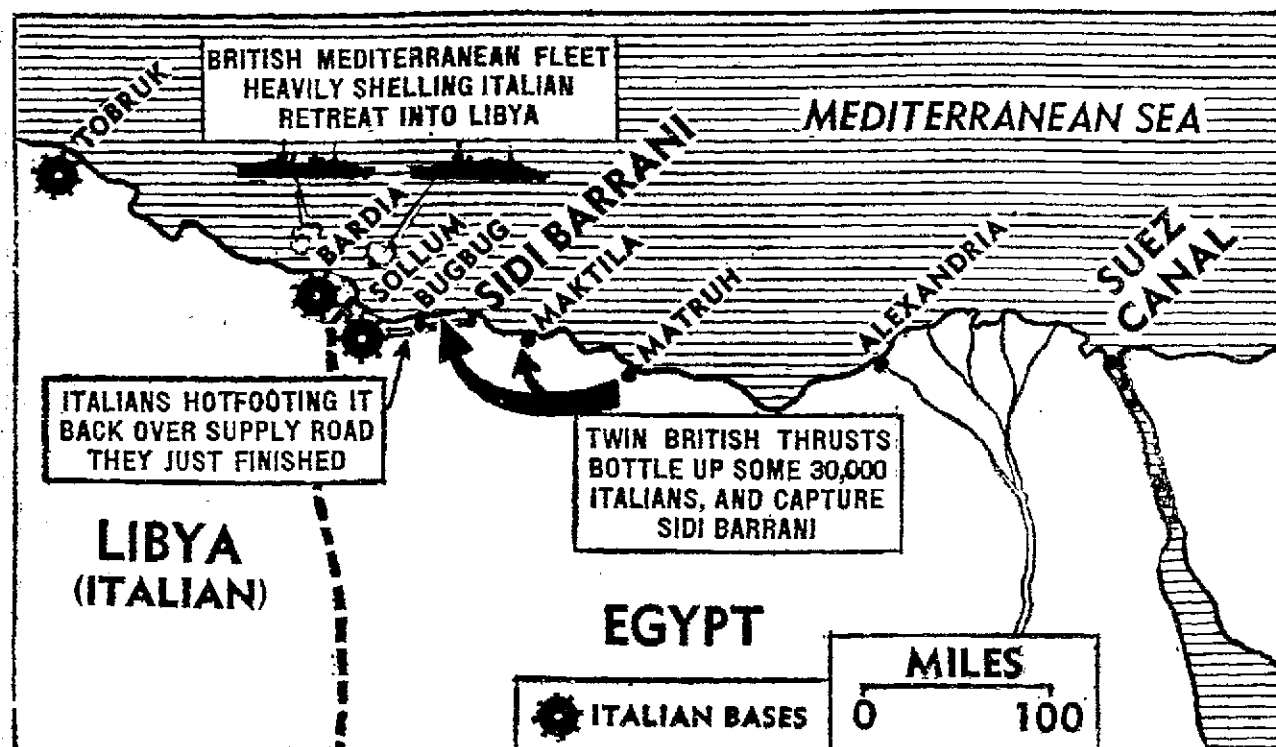 BRITISH MEDITERRANEAN FLEET
HEAVILY SHELLING ITALIAN
RETREAT INTO LIBYA
MEDITERRANEAN SEA
TOBRUK
BARDIA
SOLLUM
BUGBUG
SIDI BARRANI
MAKTILA
MATRUH
ALEXANDRIA
SUEZ
CANAL
ITALIANS HOTFOOTING IT
BACK OVER SUPPLY ROAD
THEY JUST FINISHED
TWIN BRITISH THRUSTS
BOTTLE UP SOME 30,000
ITALIANS, AND CAPTURE
SIDI BARRANI
LIBYA
(ITALIAN)
EGYPT
ITALIAN BASES
MILES
0 100